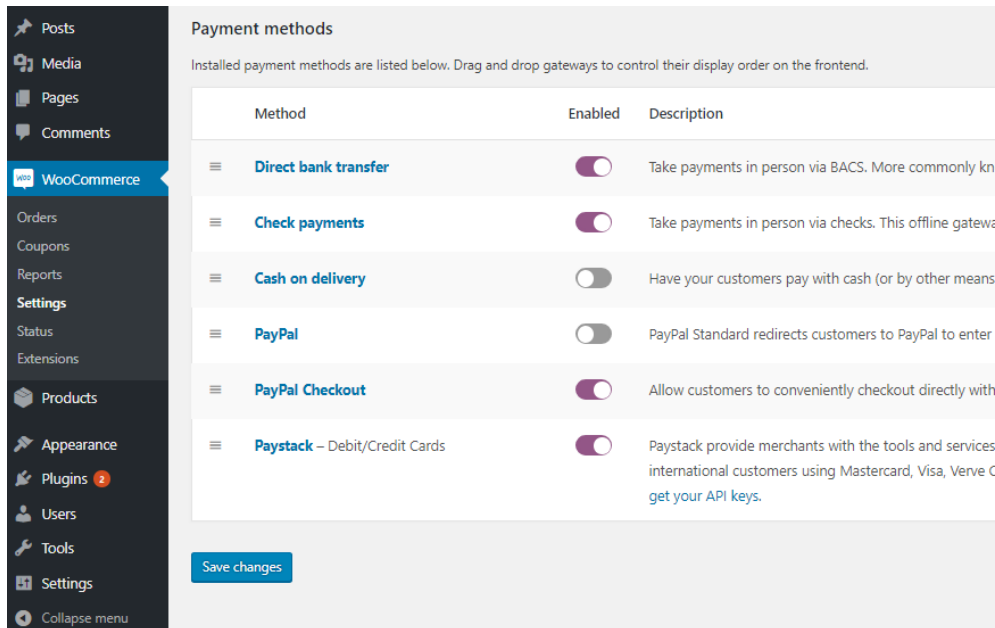 Posts
Media
Pages
Comments
WooCommerce
Orders
Coupons
Reports
Settings
Status
Extensions
Products
Appearance
Plugins 2
Users
Tools
Settings
Collapse menu
Payment methods
Installed payment methods are listed below. Drag and drop gateways to control their display order on the frontend.
Method Enabled Description
Direct bank transfer Take payments in person via BACS. More commonly kn
Check payments Take payments in person via checks. This offline gatewa
Cash on delivery Have your customers pay with cash (or by other means
PayPal PayPal Standard redirects customers to PayPal to enter
PayPal Checkout Allow customers to conveniently checkout directly with
Paystack – Debit/Credit Cards Paystack provide merchants with the tools and services
international customers using Mastercard, Visa, Verve C
get your API keys.
Save changes